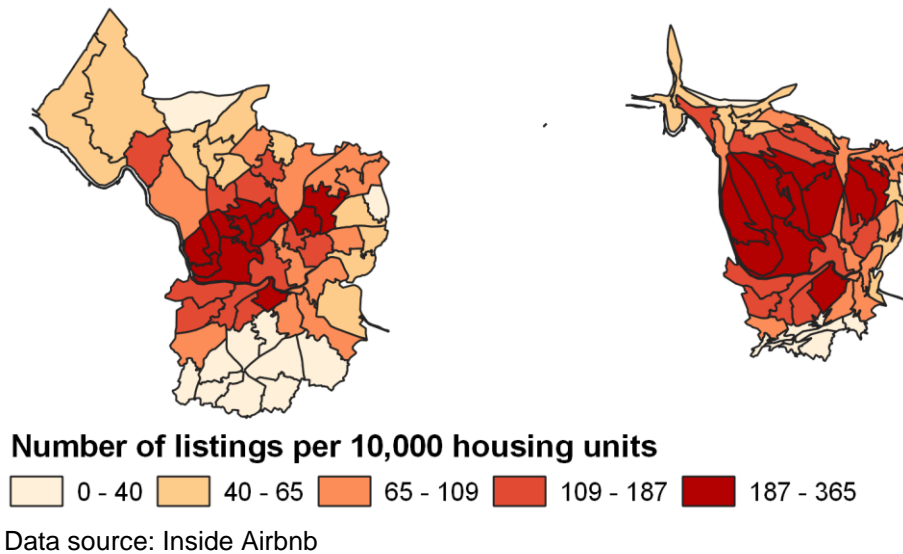 Number of listings per 10,000 housing units
0 - 40 40 - 65 65 - 109 109 - 187 187 - 365
Data source: Inside Airbnb